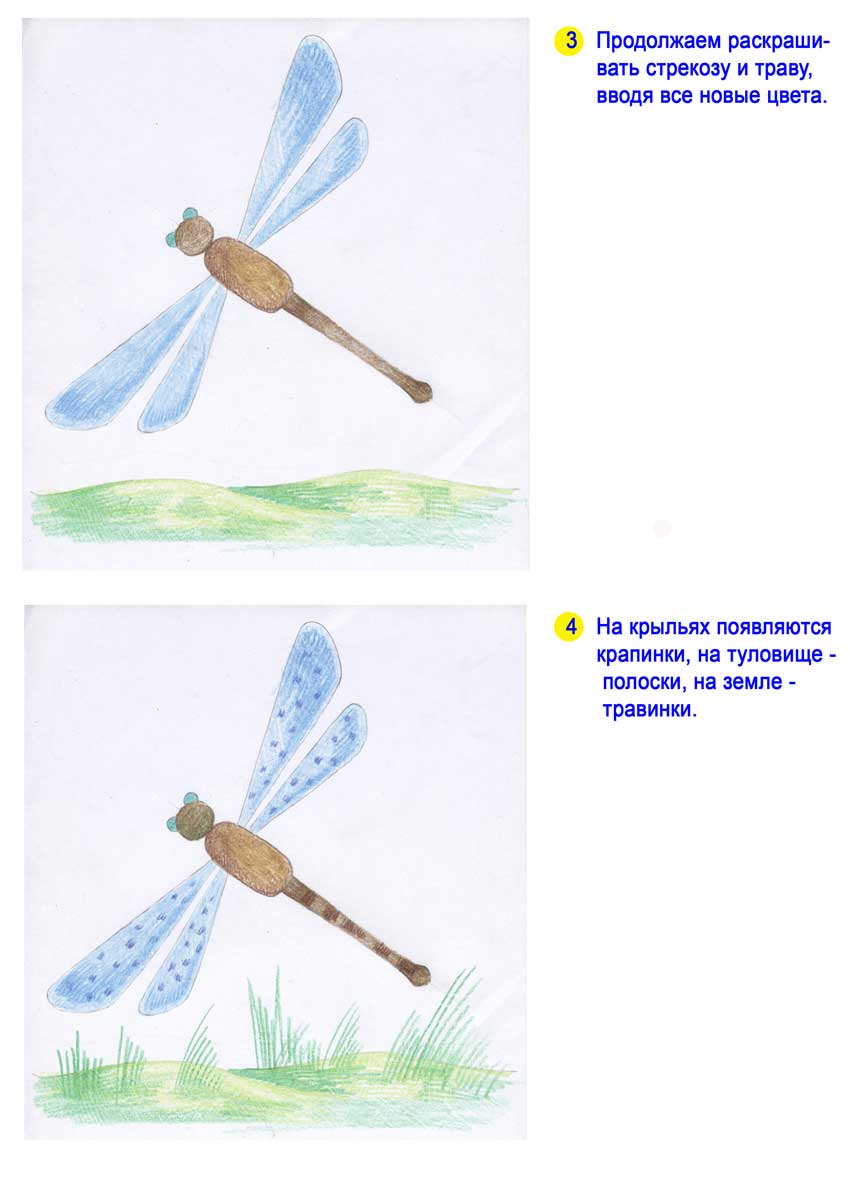 3 Продолжаем раскраши-
вать стрекозу и траву,
вводя все новые цвета.
4 На крыльях появляются
крапинки, на туловище -
полоски, на земле -
травинки.